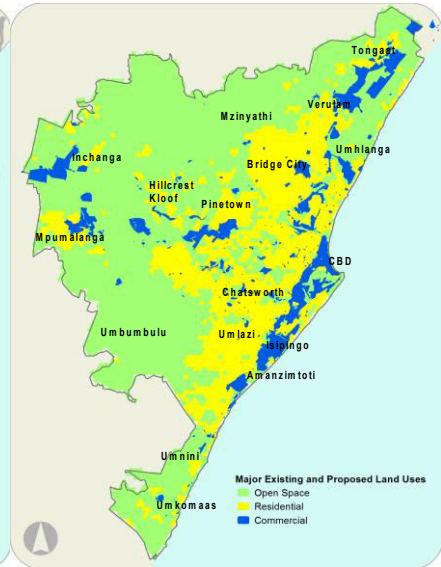 Tongaat
Verulam
Mzinyathi
Umhlanga
Inchanga
Bridge City
Hillcrest
Kloof
Pinetown
Mpumalanga
CBD
Chatsworth
Umbumbulu
Umlazi
Isipingo
Amanzimtoti
Umnini
Major Existing and Proposed Land Uses
Open Space
Residential
Commercial
Umkomaas